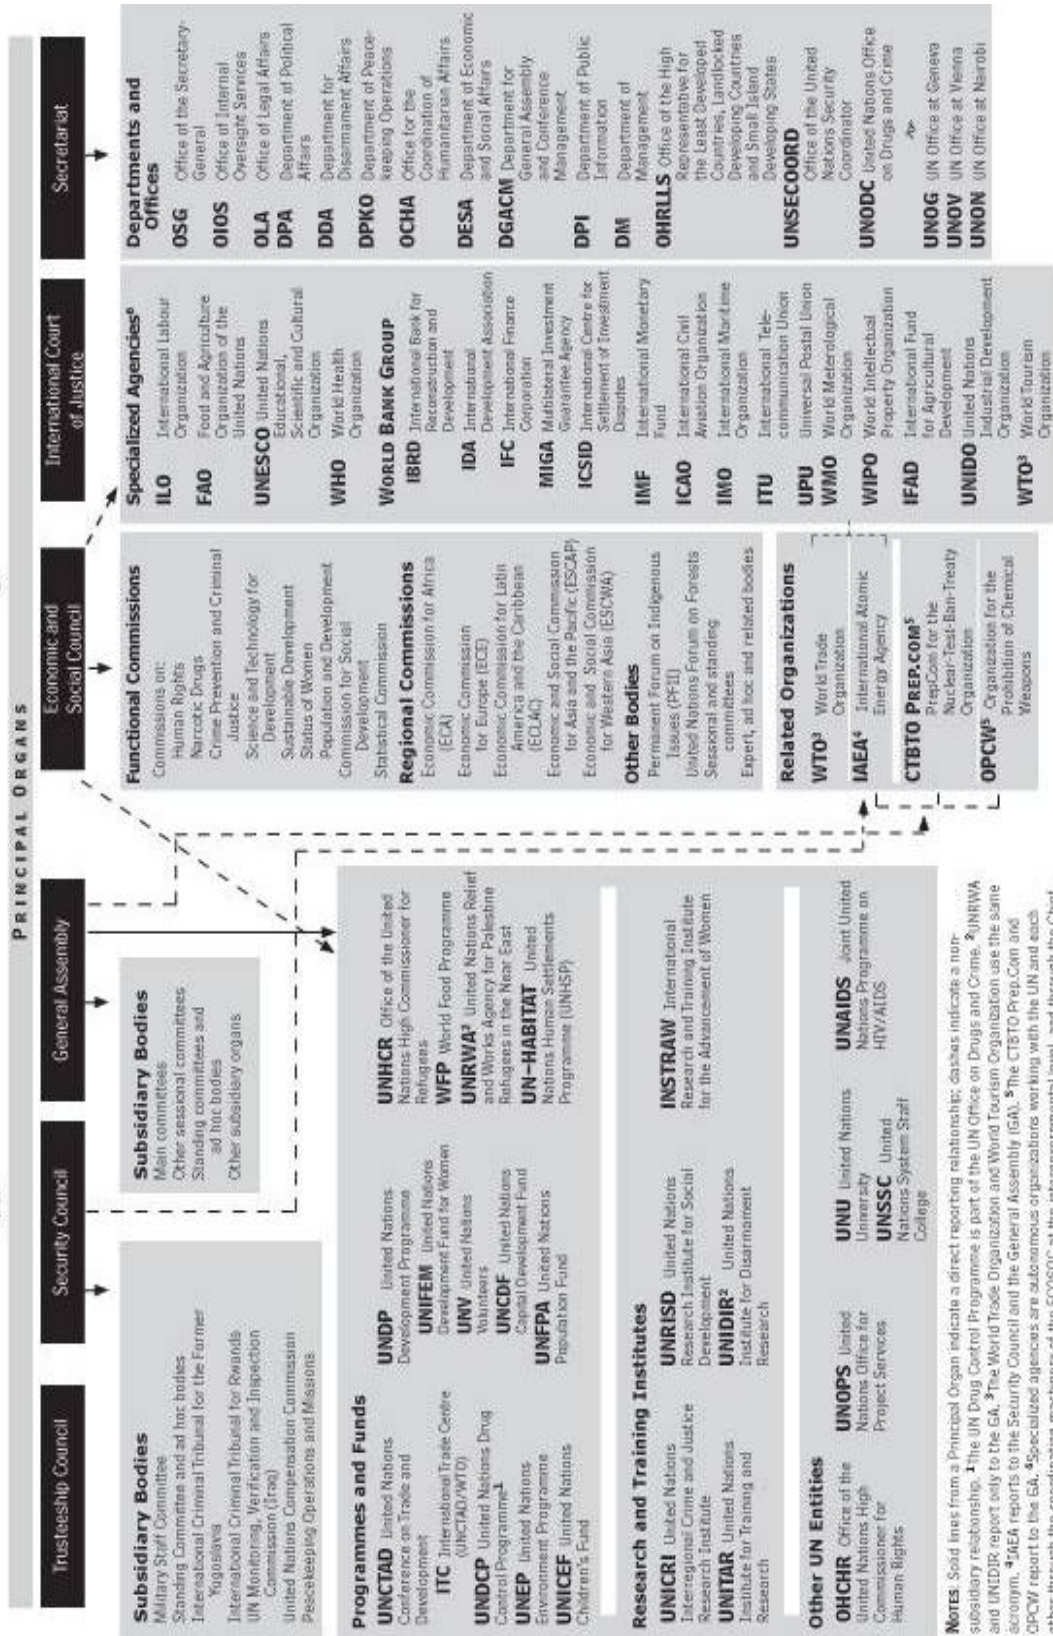 PRINCIPAL ORGANS
Trusteeship Council
Security Council
General Assembly
Economic and
Social Council
International Court
of Justice
Secretariat
Subsidiary Bodies
Military Staff Committee
Standing Committee and ad hoc bodies
International Criminal Tribunal for the Former
Yugoslavia
International Criminal Tribunal for Rwanda
UN Monitoring, Verification and Inspection
Commission (Iraq)
United Nations Compensation Commission
Peacekeeping Operations and Missions
Subsidiary Bodies
Main committees
Other sessional committees
Standing committees and
ad hoc bodies
Other subsidiary organs
Programmes and Funds
UNCTAD United Nations
Conference on Trade and
Development
ITC International Trade Centre
(UNCTAD/WTO)
UNDCP United Nations Drug
Control Programme¹
UNEP United Nations
Environment Programme
UNICEF United Nations
Children's Fund
UNDP United Nations
Development Programme
UNIFEM United Nations
Development Fund for Women
UNV United Nations
Volunteers
UNCDF United Nations
Capital Development Fund
UNFPA United Nations
Population Fund
UNHCR Office of the United
Nations High Commissioner for
Refugees
WFP World Food Programme
UNRWA² United Nations Relief
and Works Agency for Palestine
Refugees in the Near East
UN-HABITAT United
Nations Human Settlements
Programme (UNHSP)
Research and Training Institutes
UNICRI United Nations
Interregional Crime and Justice
Research Institute
UNITAR United Nations
Institute for Training and
Research
UNRISD United Nations
Research Institute for Social
Development
UNIDIR² United Nations
Institute for Disarmament
Research
INSTRAW International
Research and Training Institute
for the Advancement of Women
Other UN Entities
OHCHR Office of the
United Nations High
Commissioner for
Human Rights
UNOPS United
Nations Office for
Project Services
UNU United Nations
University
UNSSC United
Nations System Staff
College
UNAIDS Joint United
Nations Programme on
HIV/AIDS
Functional Commissions
Commissions on:
Human Rights
Narcotic Drugs
Crime Prevention and Criminal
Justice
Science and Technology for
Development
Sustainable Development
Status of Women
Population and Development
Commission for Social
Development
Statistical Commission
Regional Commissions
Economic Commission for Africa
(ECA)
Economic Commission
for Europe (ECE)
Economic Commission for Latin
America and the Caribbean
(ECLAC)
Economic and Social Commission
for Asia and the Pacific (ESCAP)
Economic and Social Commission
for Western Asia (ESCWA)
Other Bodies
Permanent Forum on Indigenous
Issues (PFII)
United Nations Forum on Forests
Sessional and standing
committees
Expert, ad hoc and related bodies
Related Organizations
WTO³ World Trade
Organization
IAEA⁴ International Atomic
Energy Agency
CTBTO PREP.COM⁵
PrepCom for the
Nuclear-Test-Ban-Treaty
Organization
OPCW⁵ Organization for the
Prohibition of Chemical
Weapons
Specialized Agencies⁶
ILO International Labour
Organization
FAO Food and Agriculture
Organization of the
United Nations
UNESCO United Nations
Educational,
Scientific and Cultural
Organization
WHO World Health
Organization
WORLD BANK GROUP
IBRD International Bank for
Reconstruction and
Development
IDA International
Development Association
IFC International Finance
Corporation
MIGA Multilateral Investment
Guarantee Agency
ICSID International Centre for
Settlement of Investment
Disputes
IMF International Monetary
Fund
ICAO International Civil
Aviation Organization
IMO International Maritime
Organization
ITU International Tele-
communication Union
UPU Universal Postal Union
WMO World Meterological
Organization
WIPO World Intellectual
Property Organization
IFAD International Fund
for Agricultural
Development
UNIDO United Nations
Industrial Development
Organization
WTO³ World Tourism
Organization
Departments and
Offices
OSG Office of the Secretary-
General
OIOS Office of Internal
Oversight Services
OLA Office of Legal Affairs
DPA Department of Political
Affairs
DDA Department for
Disarmament Affairs
DPKO Department of Peace-
keeping Operations
OCHA Office for the
Coordination of
Humanitarian Affairs
DESA Department of Economic
and Social Affairs
DGACM Department for
General Assembly
and Conference
Management
DPI Department of Public
Information
DM Department of
Management
OHRLLS Office of the High
Representative for
the Least Developed
Countries, Landlocked
Developing Countries
and Small Island
Developing States
UNSECOORD
Office of the United
Nations Security
Coordinator
UNODC United Nations Office
on Drugs and Crime
UNOG UN Office at Geneva
UNOV UN Office at Vienna
UNON UN Office at Nairobi
NOTES: Solid lines from a Principal Organ indicate a direct reporting relationship; dashes indicate a non-
subsidiary relationship. ¹The UN Drug Control Programme is part of the UN Office on Drugs and Crime. ²UNRWA
and UNIDIR report only to the GA. ³The World Trade Organization and World Tourism Organization use the same
acronym. ⁴IAEA reports to the Security Council and the General Assembly (GA). ⁵The CTBTO Prep.Com and
OPCW report to the GA. ⁶Specialized agencies are autonomous organizations working with the UN and each
other through the coordinating machinery of the ECOSOC at the intergovernmental level, and through the Chief